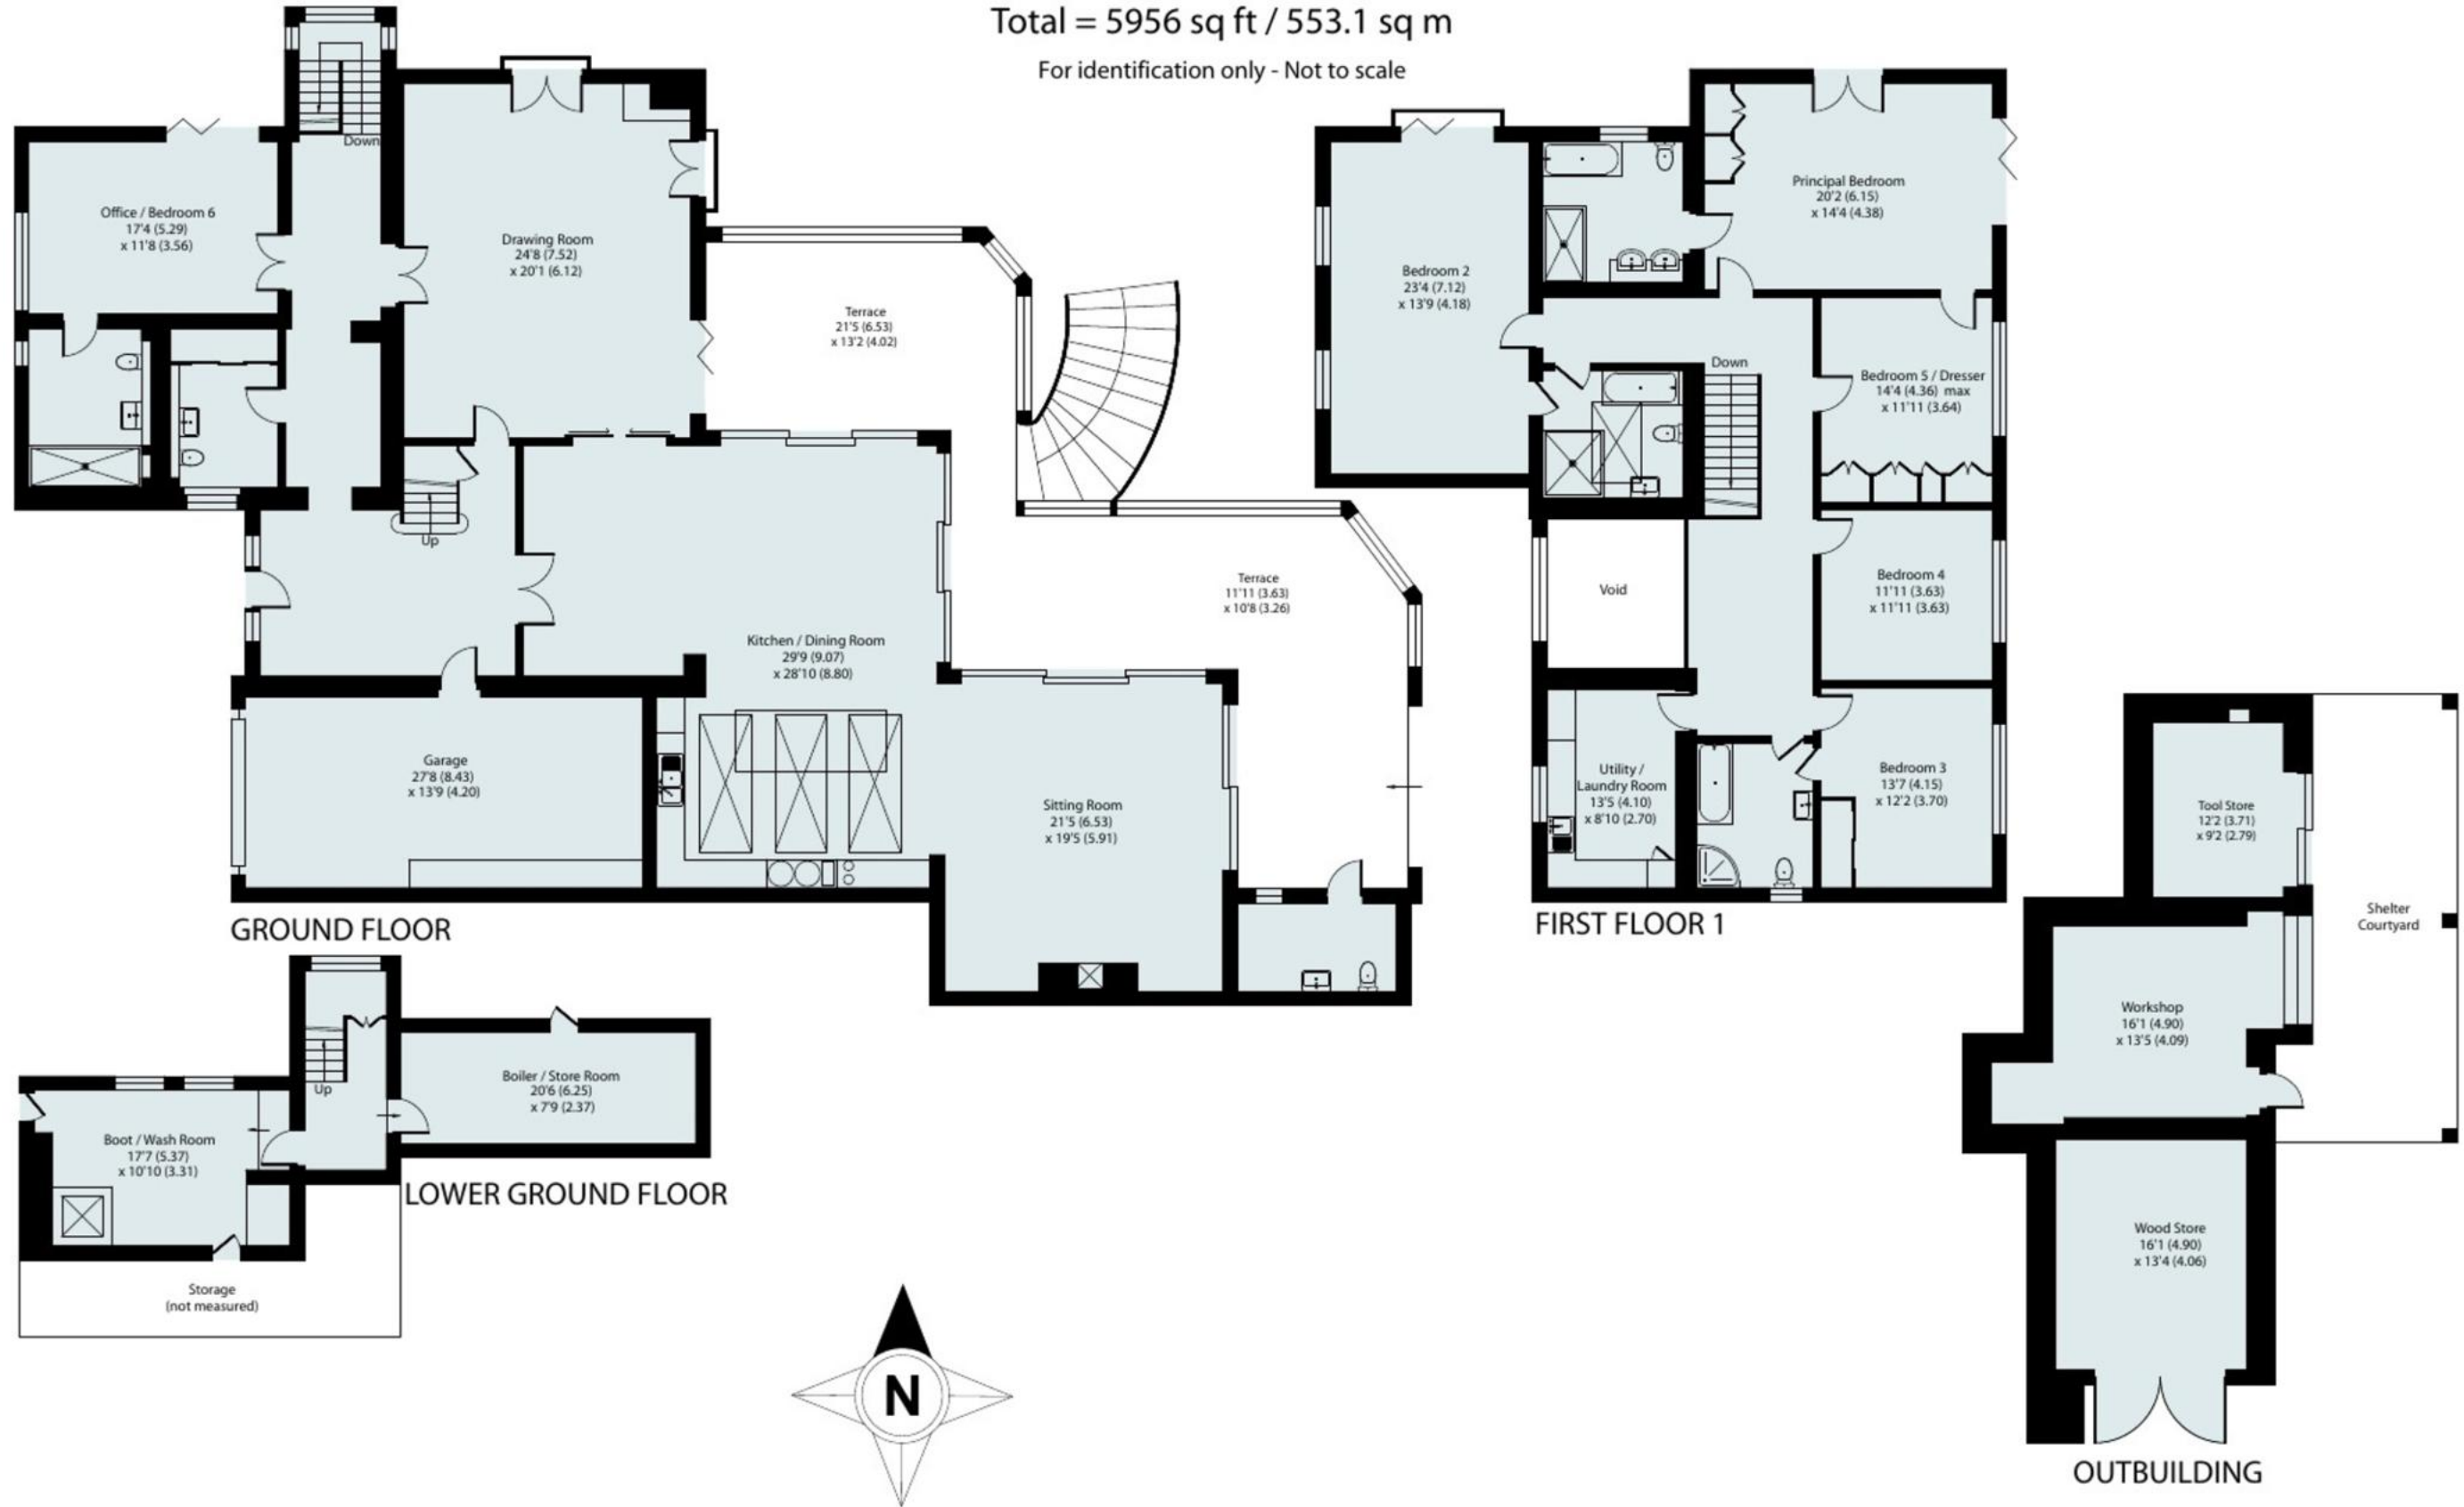 Total = 5956 sq ft / 553.1 sq m
For identification only - Not to scale
Down
Office / Bedroom 6
17'4 (5.29)
x 11'8 (3.56)
Drawing Room
24'8 (7.52)
x 20'1 (6.12)
Terrace
21'5 (6.53)
x 13'2 (4.02)
Up
Terrace
11'11 (3.63)
x 10'8 (3.26)
Kitchen / Dining Room
29'9 (9.07)
x 28'10 (8.80)
Garage
27'8 (8.43)
x 13'9 (4.20)
Sitting Room
21'5 (6.53)
x 19'5 (5.91)
GROUND FLOOR
Principal Bedroom
20'2 (6.15)
x 14'4 (4.38)
Bedroom 2
23'4 (7.12)
x 13'9 (4.18)
Down
Bedroom 5 / Dresser
14'4 (4.36) max
x 11'11 (3.64)
Void
Bedroom 4
11'11 (3.63)
x 11'11 (3.63)
Utility /
Laundry Room
13'5 (4.10)
x 8'10 (2.70)
Bedroom 3
13'7 (4.15)
x 12'2 (3.70)
FIRST FLOOR 1
Up
Boiler / Store Room
20'6 (6.25)
x 7'9 (2.37)
Boot / Wash Room
17'7 (5.37)
x 10'10 (3.31)
LOWER GROUND FLOOR
Storage
(not measured)
N
Tool Store
12'2 (3.71)
x 9'2 (2.79)
Shelter
Courtyard
Workshop
16'1 (4.90)
x 13'5 (4.09)
Wood Store
16'1 (4.90)
x 13'4 (4.06)
OUTBUILDING